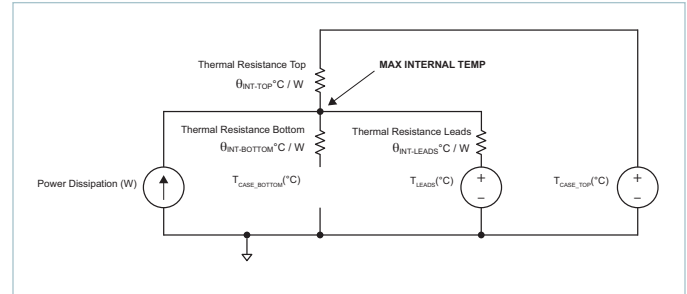 Thermal Resistance Top
θINT-TOP°C / W
MAX INTERNAL TEMP
Thermal Resistance Bottom
θINT-BOTTOM°C / W
Thermal Resistance Leads
θINT-LEADS°C / W
Power Dissipation (W)
TCASE_BOTTOM(°C)
TLEADS(°C)
+
–
TCASE_TOP(°C)
+
–